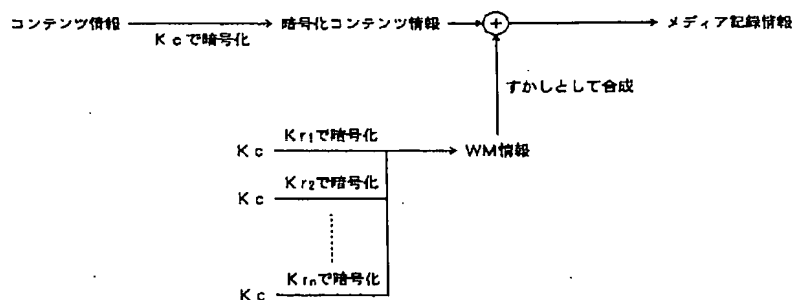 コンテンツ情報
Kcで暗号化
暗号化コンテンツ情報
+
メディア記録情報
すかしとして合成
Kc
Kr1で暗号化
WM情報
Kc
Kr2で暗号化
Kc
Krnで暗号化